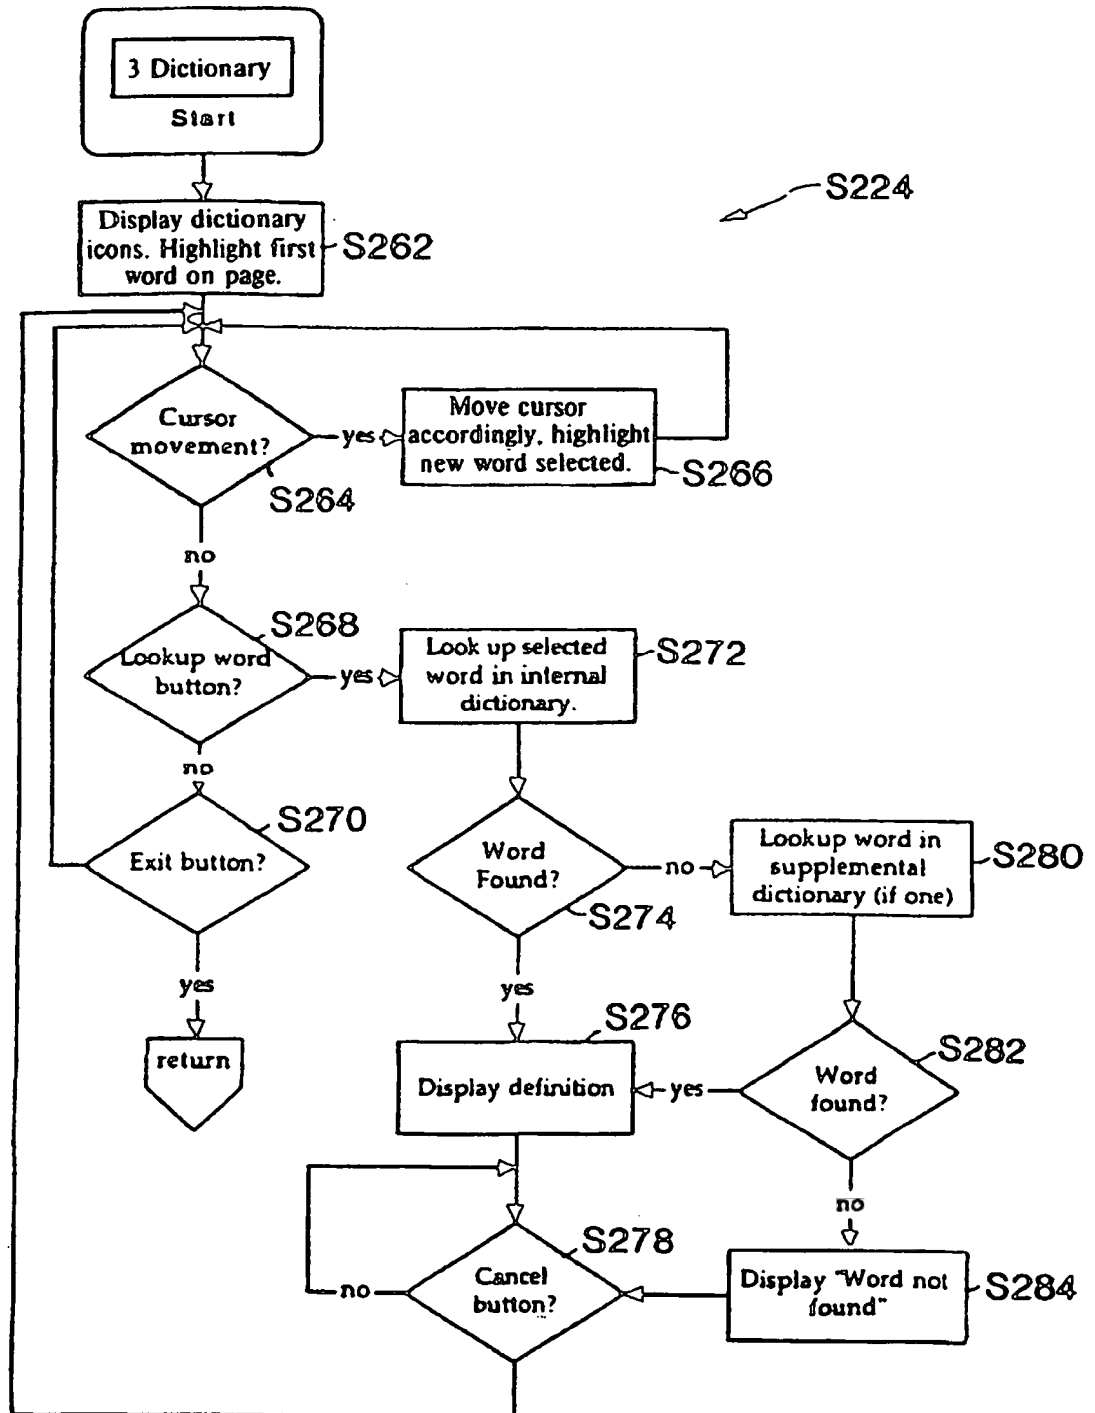 3 Dictionary
Start
S224
Display dictionary
icons. Highlight first
word on page.
S262
Cursor
movement?
S264
yes
Move cursor
accordingly, highlight
new word selected.
S266
no
Lookup word
button?
S268
yes
Look up selected
word in internal
dictionary.
S272
no
Exit button?
S270
yes
return
Word
Found?
S274
no
Lookup word in
supplemental
dictionary (if one)
S280
yes
Display definition
S276
Word
found?
S282
yes
no
Display "Word not
found"
S284
Cancel
button?
S278
no